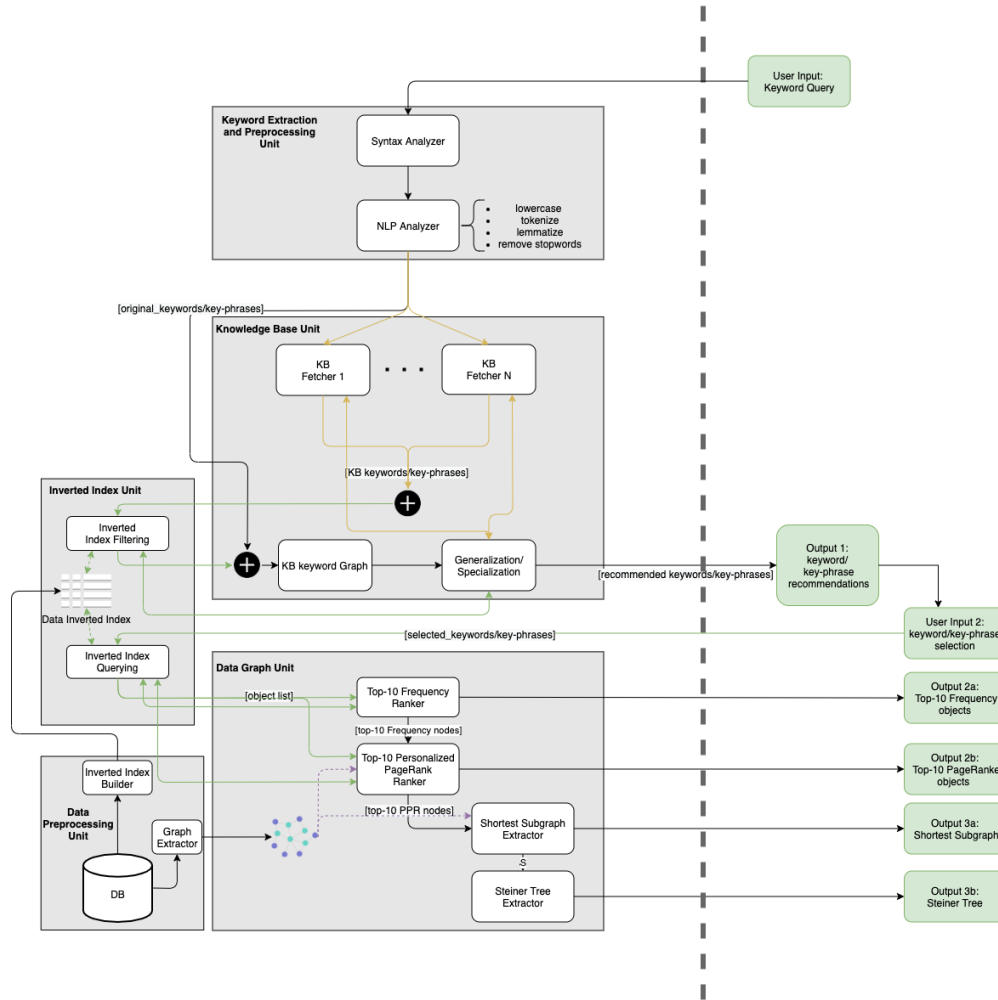 User Input:
Keyword Query
Keyword Extraction
and Preprocessing
Unit
Syntax Analyzer
NLP Analyzer
lowercase
tokenize
lemmatize
remove stopwords
[original_keywords/key-phrases]
Knowledge Base Unit
KB
Fetcher 1
. . .
KB
Fetcher N
[KB keywords/key-phrases]
Inverted Index Unit
Inverted
Index Filtering
Data Inverted Index
Inverted Index
Querying
KB keyword Graph
Generalization/
Specialization
[recommended keywords/key-phrases]
Output 1:
keyword/
key-phrase
recommendations
[selected_keywords/key-phrases]
User Input 2:
keyword/key-phrase
selection
Data Graph Unit
[object list]
Top-10 Frequency
Ranker
Output 2a:
Top-10 Frequency
objects
[top-10 Frequency nodes]
Top-10 Personalized
PageRank
Ranker
Output 2b:
Top-10 PageRanke
objects
[top-10 PPR nodes]
Shortest Subgraph
Extractor
Output 3a:
Shortest Subgraph
S
Steiner Tree
Extractor
Output 3b:
Steiner Tree
Inverted Index
Builder
Data
Preprocessing
Unit
Graph
Extractor
DB